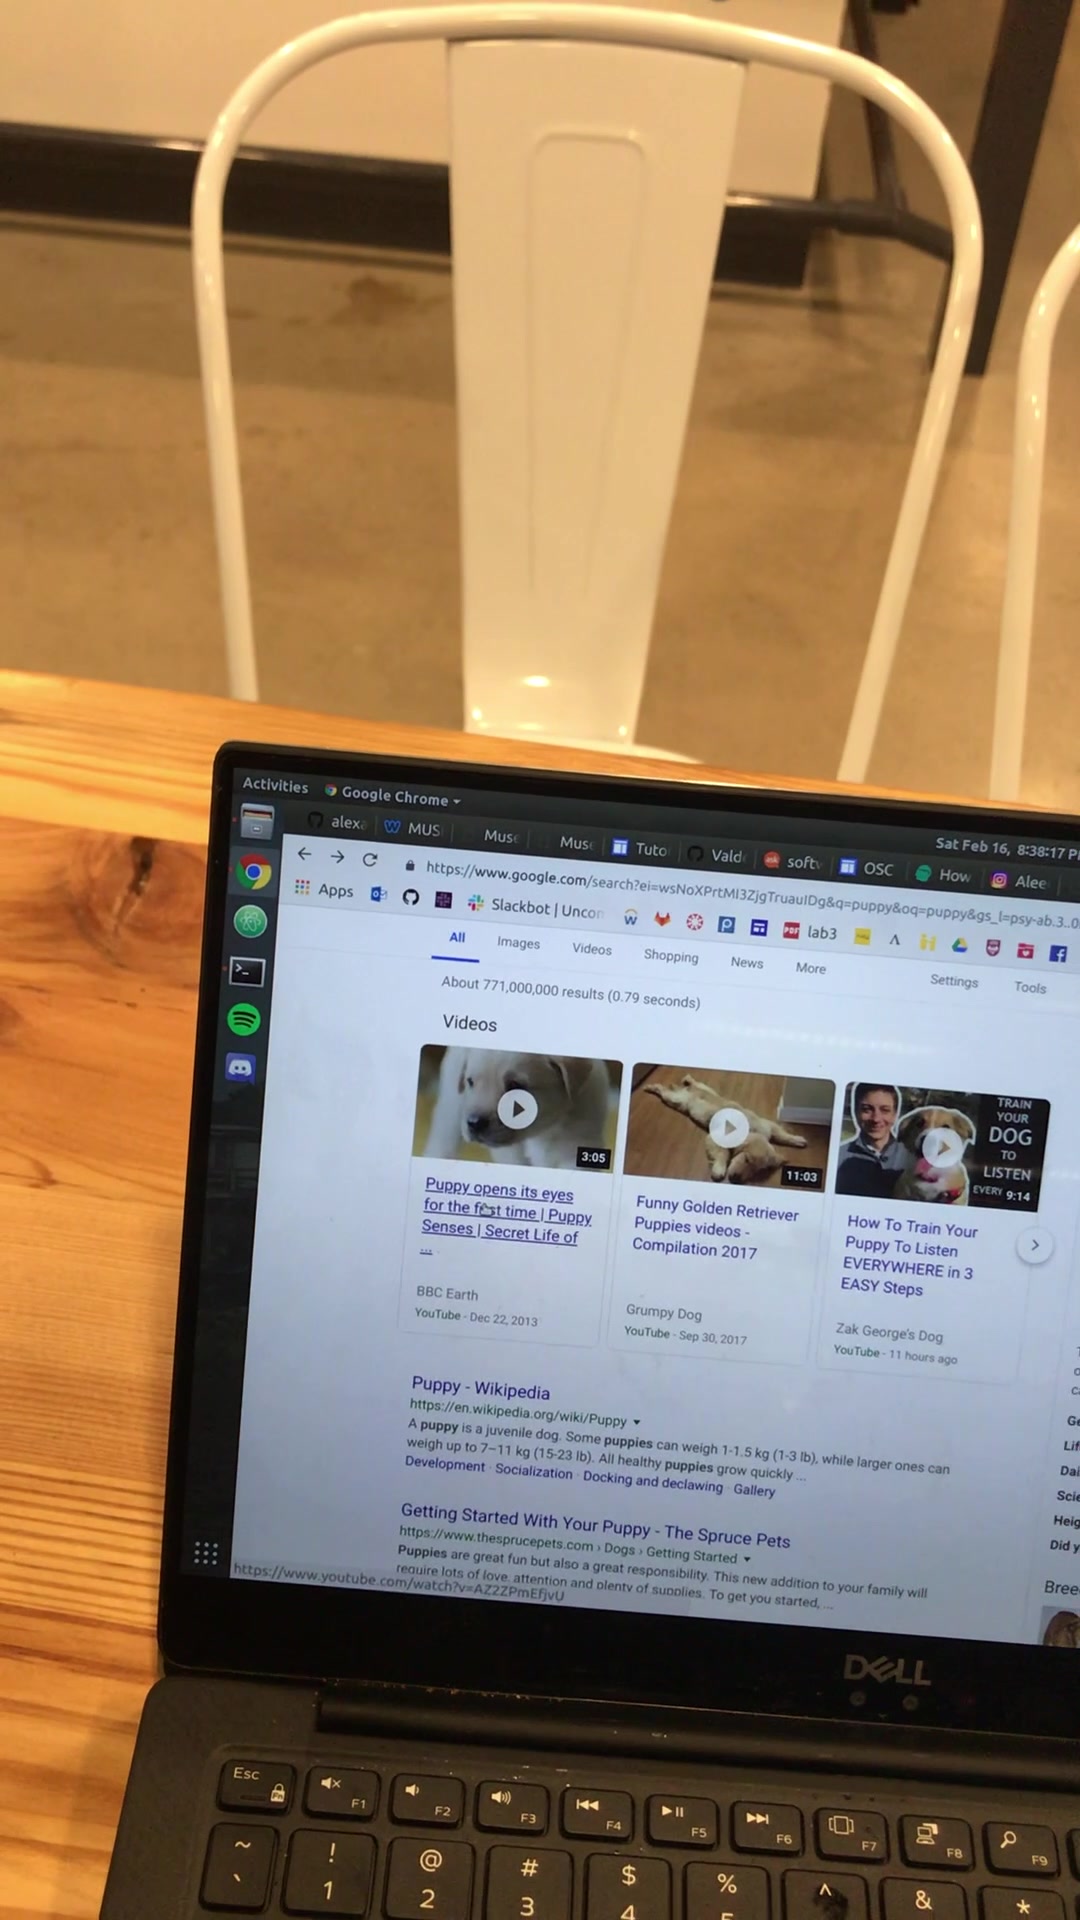 Activities Google Chrome
Sat Feb 16, 8:38:17 P
alex MUS Muse Muse Tuto Vald softv OSC How Alee
https://www.google.com/search?ei=wsNoXPrtMI3ZjgTruauIDg&q=puppy&oq=puppy&gs_l=psy-ab.3..0
Apps Slackbot | Uncon lab3
All Images Videos Shopping News More Settings Tools
About 771,000,000 results (0.79 seconds)
Videos
3:05
Puppy opens its eyes
for the first time | Puppy
Senses | Secret Life of
...
BBC Earth
YouTube - Dec 22, 2013
11:03
Funny Golden Retriever
Puppies videos -
Compilation 2017
Grumpy Dog
YouTube - Sep 30, 2017
TRAIN
YOUR
DOG
TO
LISTEN
EVERY 9:14
How To Train Your
Puppy To Listen
EVERYWHERE in 3
EASY Steps
Zak George's Dog
YouTube - 11 hours ago
Puppy - Wikipedia
https://en.wikipedia.org/wiki/Puppy
A puppy is a juvenile dog. Some puppies can weigh 1-1.5 kg (1-3 lb), while larger ones can
weigh up to 7–11 kg (15-23 lb). All healthy puppies grow quickly ...
Development · Socialization · Docking and declawing · Gallery
Getting Started With Your Puppy - The Spruce Pets
https://www.thesprucepets.com › Dogs › Getting Started
Puppies are great fun but also a great responsibility. This new addition to your family will
require lots of love, attention and plenty of supplies. To get you started, ...
https://www.youtube.com/watch?v=AZ2ZPmEfjvU
Ge
Lif
Dai
Scie
Heig
Did y
Bree
DELL
Esc Fn F1 F2 F3 F4 F5 F6 F7 F8 F9
~ ! @ # $ % ^ & *
` 1 2 3 4